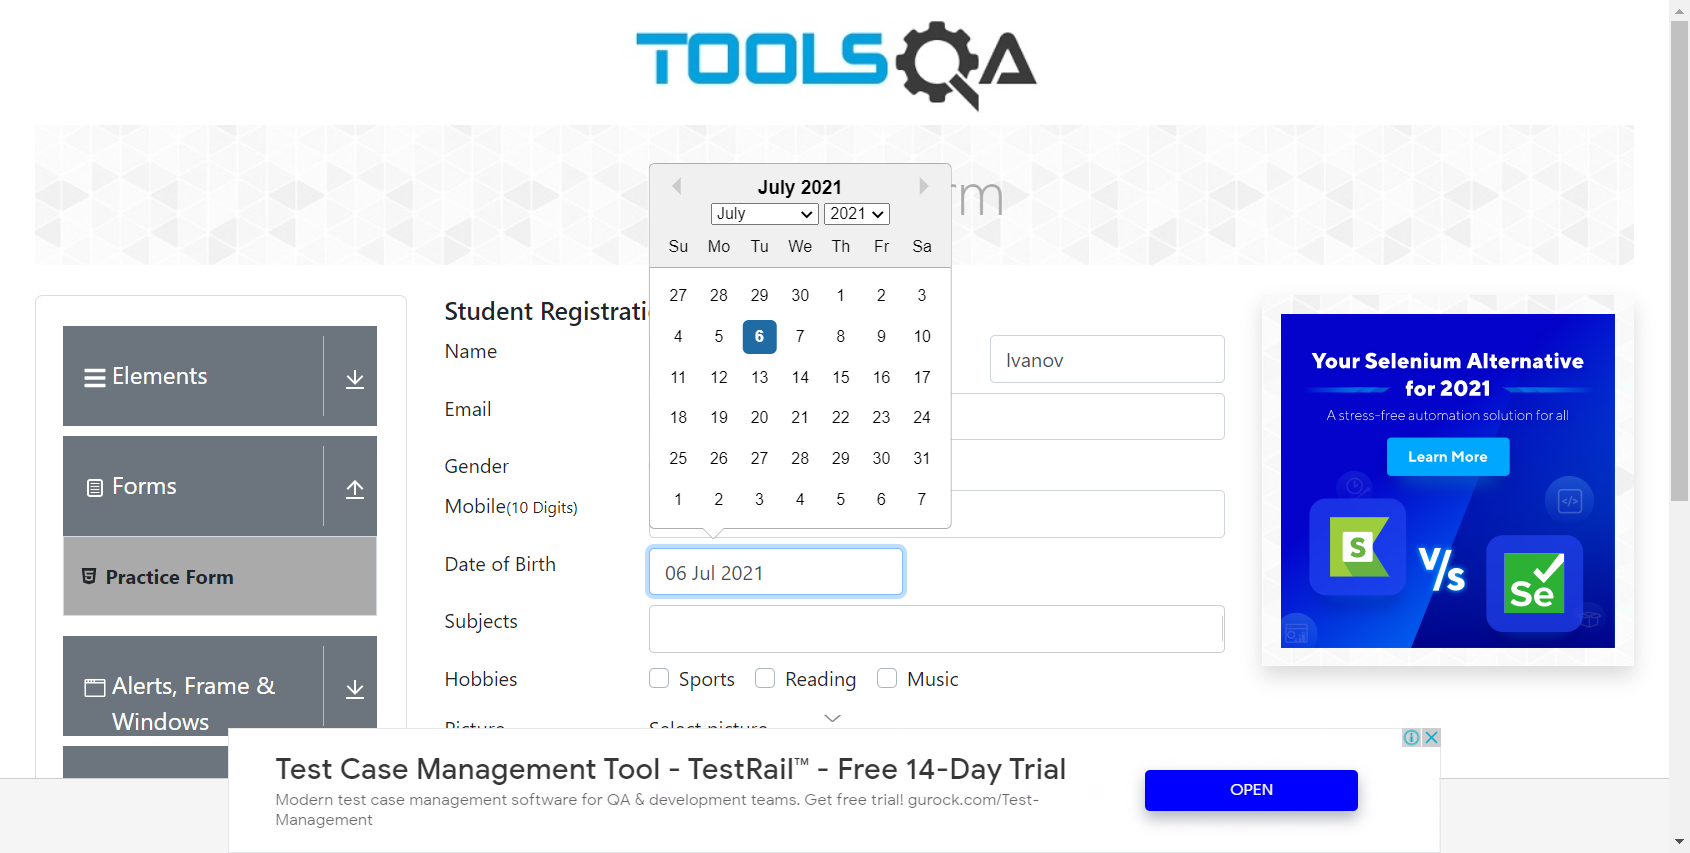 TOOLSQA
rm
July 2021
July 2021
Su Mo Tu We Th Fr Sa
27 28 29 30 1 2 3
4 5 6 7 8 9 10
11 12 13 14 15 16 17
18 19 20 21 22 23 24
25 26 27 28 29 30 31
1 2 3 4 5 6 7
Elements
Forms
Practice Form
Alerts, Frame &
Windows
Student Registrati
Name
Ivanov
Email
Gender
Mobile(10 Digits)
Date of Birth
06 Jul 2021
Subjects
Hobbies
Sports Reading Music
Picture
Select picture
Your Selenium Alternative
for 2021
A stress-free automation solution for all
Learn More
S
V/s
Se
Test Case Management Tool - TestRail™ - Free 14-Day Trial
Modern test case management software for QA & development teams. Get free trial! gurock.com/Test-
Management
OPEN